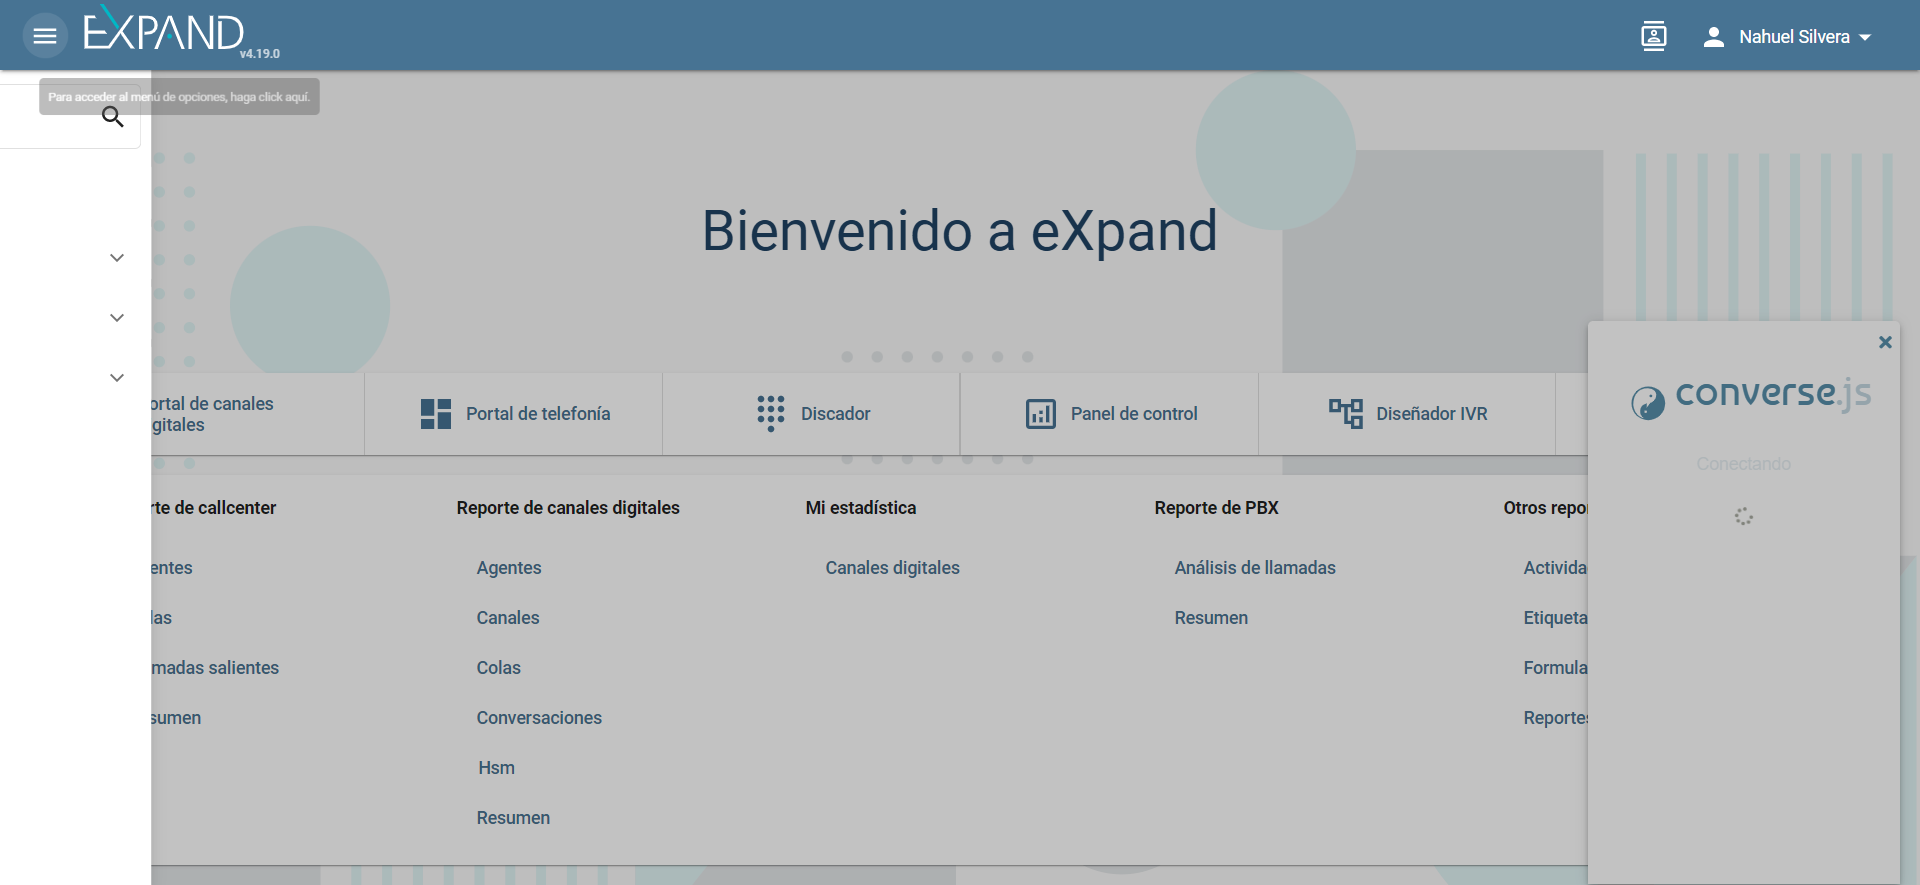 EXPAND
v4.19.0
Nahuel Silvera
Para acceder al menú de opciones, haga click aquí.
Bienvenido a eXpand
ortal de canales
gitales
Portal de telefonía
Discador
Panel de control
Diseñador IVR
converse.js
Conectando
rte de callcenter
entes
las
madas salientes
sumen
Reporte de canales digitales
Agentes
Canales
Colas
Conversaciones
Hsm
Resumen
Mi estadística
Canales digitales
Reporte de PBX
Análisis de llamadas
Resumen
Otros repo
Activida
Etiqueta
Formula
Reportes